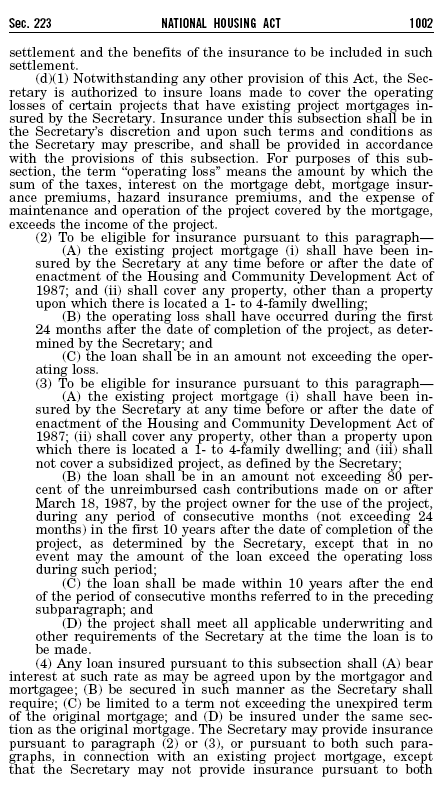 Sec. 223 NATIONAL HOUSING ACT 1002
settlement and the benefits of the insurance to be included in such
settlement.
(d)(1) Notwithstanding any other provision of this Act, the Sec-
retary is authorized to insure loans made to cover the operating
losses of certain projects that have existing project mortgages in-
sured by the Secretary. Insurance under this subsection shall be in
the Secretary's discretion and upon such terms and conditions as
the Secretary may prescribe, and shall be provided in accordance
with the provisions of this subsection. For purposes of this sub-
section, the term “operating loss” means the amount by which the
sum of the taxes, interest on the mortgage debt, mortgage insur-
ance premiums, hazard insurance premiums, and the expense of
maintenance and operation of the project covered by the mortgage,
exceeds the income of the project.
(2) To be eligible for insurance pursuant to this paragraph—
(A) the existing project mortgage (i) shall have been in-
sured by the Secretary at any time before or after the date of
enactment of the Housing and Community Development Act of
1987; and (ii) shall cover any property, other than a property
upon which there is located a 1- to 4-family dwelling;
(B) the operating loss shall have occurred during the first
24 months after the date of completion of the project, as deter-
mined by the Secretary; and
(C) the loan shall be in an amount not exceeding the oper-
ating loss.
(3) To be eligible for insurance pursuant to this paragraph—
(A) the existing project mortgage (i) shall have been in-
sured by the Secretary at any time before or after the date of
enactment of the Housing and Community Development Act of
1987; (ii) shall cover any property, other than a property upon
which there is located a 1- to 4-family dwelling; and (iii) shall
not cover a subsidized project, as defined by the Secretary;
(B) the loan shall be in an amount not exceeding 80 per-
cent of the unreimbursed cash contributions made on or after
March 18, 1987, by the project owner for the use of the project,
during any period of consecutive months (not exceeding 24
months) in the first 10 years after the date of completion of the
project, as determined by the Secretary, except that in no
event may the amount of the loan exceed the operating loss
during such period;
(C) the loan shall be made within 10 years after the end
of the period of consecutive months referred to in the preceding
subparagraph; and
(D) the project shall meet all applicable underwriting and
other requirements of the Secretary at the time the loan is to
be made.
(4) Any loan insured pursuant to this subsection shall (A) bear
interest at such rate as may be agreed upon by the mortgagor and
mortgagee; (B) be secured in such manner as the Secretary shall
require; (C) be limited to a term not exceeding the unexpired term
of the original mortgage; and (D) be insured under the same sec-
tion as the original mortgage. The Secretary may provide insurance
pursuant to paragraph (2) or (3), or pursuant to both such para-
graphs, in connection with an existing project mortgage, except
that the Secretary may not provide insurance pursuant to both